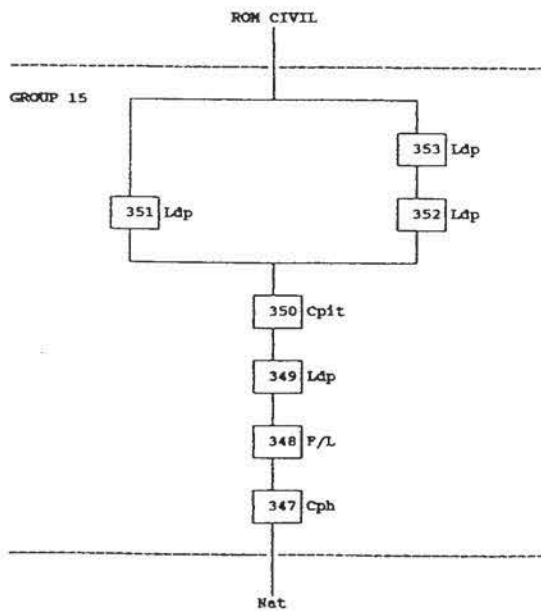 ROM CIVIL
GROUP 15
353 Ldp
351 Ldp
352 Ldp
350 Cpit
349 Ldp
348 F/L
347 Cph
Nat